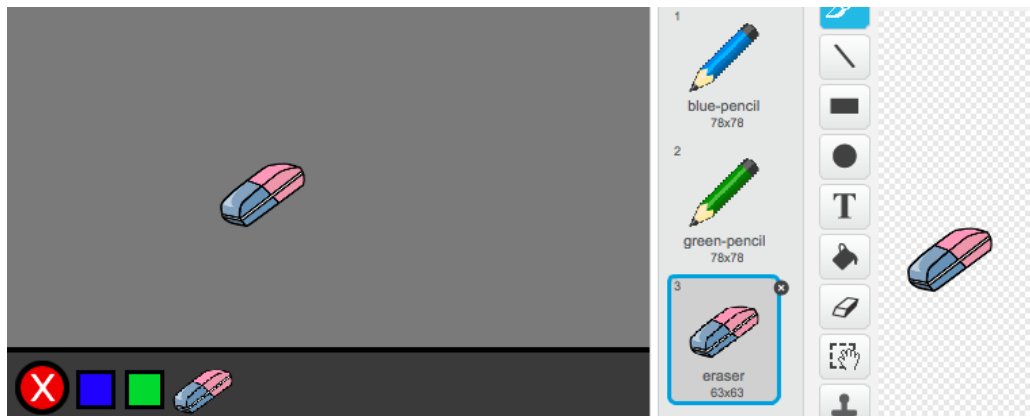 X
1
blue-pencil
78x78
2
green-pencil
78x78
3
eraser
63x63
T